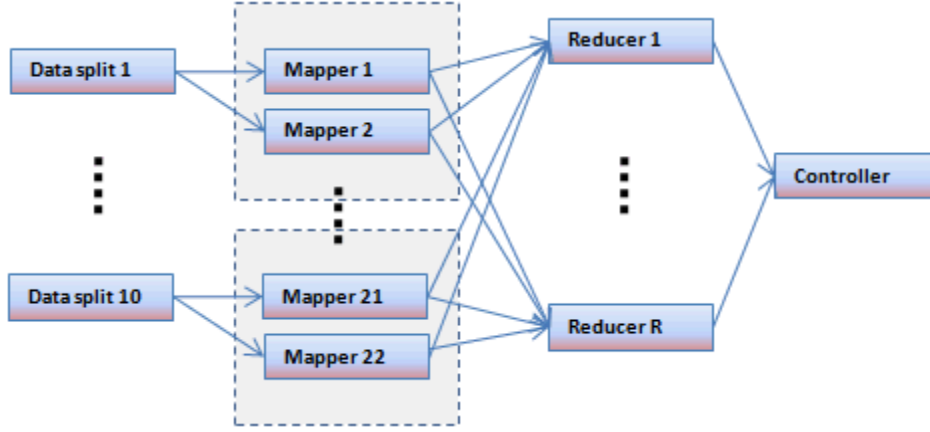 Data split 1
Mapper 1
Mapper 2
Reducer 1
Controller
Data split 10
Mapper 21
Mapper 22
Reducer R